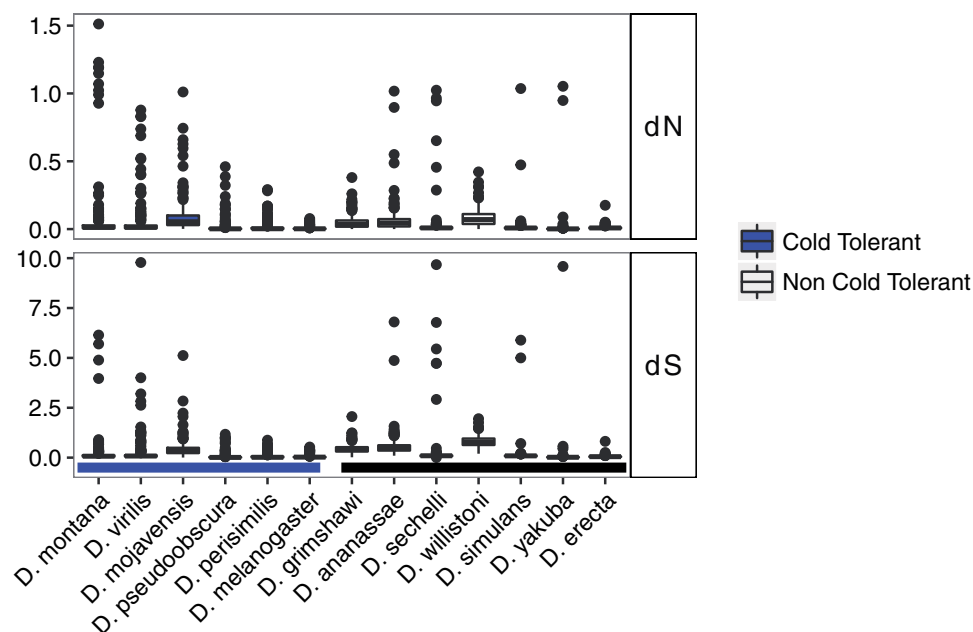 1.5
1.0
0.5
0.0
dN
10.0
7.5
5.0
2.5
0.0
dS
D. montana
D. virilis
D. mojavensis
D. pseudoobscura
D. perisimilis
D. melanogaster
D. grimshawi
D. ananassae
D. sechelli
D. willistoni
D. simulans
D. yakuba
D. erecta
Cold Tolerant
Non Cold Tolerant